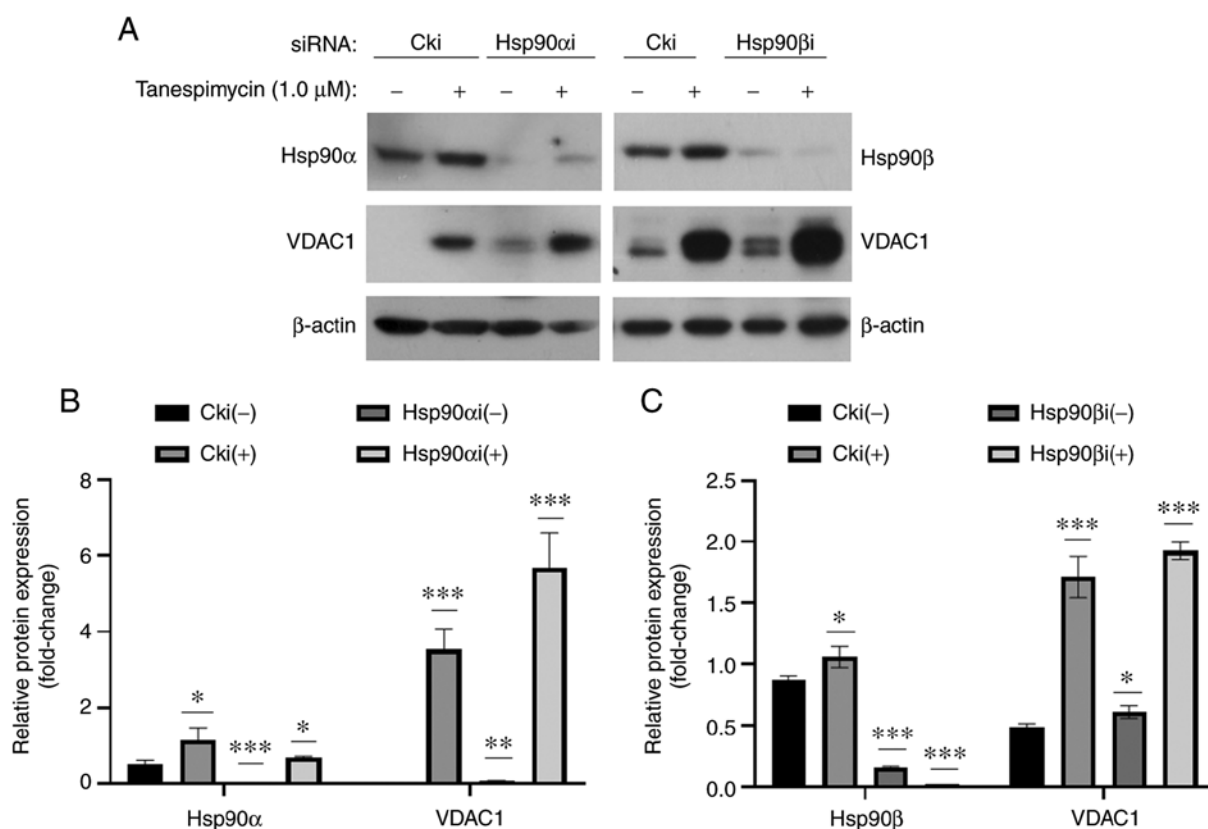 A
siRNA: Cki Hsp90αi Cki Hsp90βi
Tanespimycin (1.0 μM): − + − + − + − +
Hsp90α Hsp90β
VDAC1 VDAC1
β-actin β-actin
B
Cki(−) Hsp90αi(−)
Cki(+) Hsp90αi(+)
Relative protein expression
(fold-change)
8
6
4
2
0
* *** * *** ** ***
Hsp90α VDAC1
C
Cki(−) Hsp90βi(−)
Cki(+) Hsp90βi(+)
Relative protein expression
(fold-change)
2.5
2.0
1.5
1.0
0.5
0.0
* *** *** *** * ***
Hsp90β VDAC1